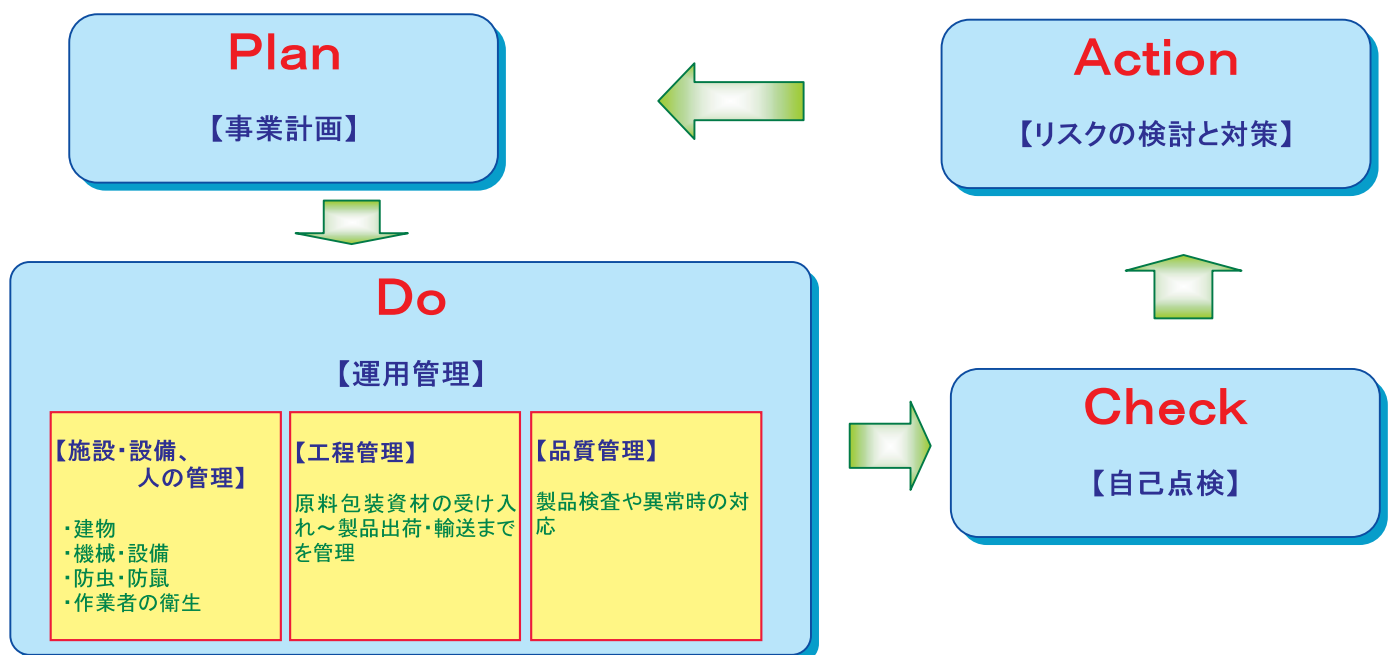 Plan
【事業計画】
Action
【リスクの検討と対策】
Do
【運用管理】
【施設・設備、
人の管理】
・建物
・機械・設備
・防虫・防鼠
・作業者の衛生
【工程管理】
原料包装資材の受け入
れ～製品出荷・輸送まで
を管理
【品質管理】
製品検査や異常時の対
応
Check
【自己点検】